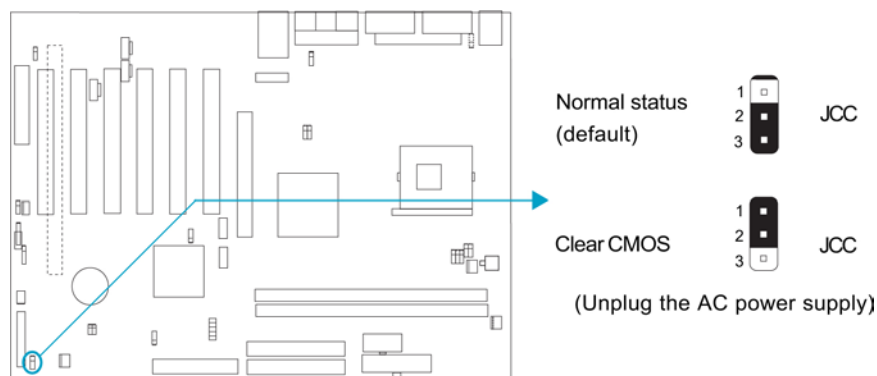 Normal status
(default)
1
2
3
JCC
Clear CMOS
1
2
3
JCC
(Unplug the AC power supply)